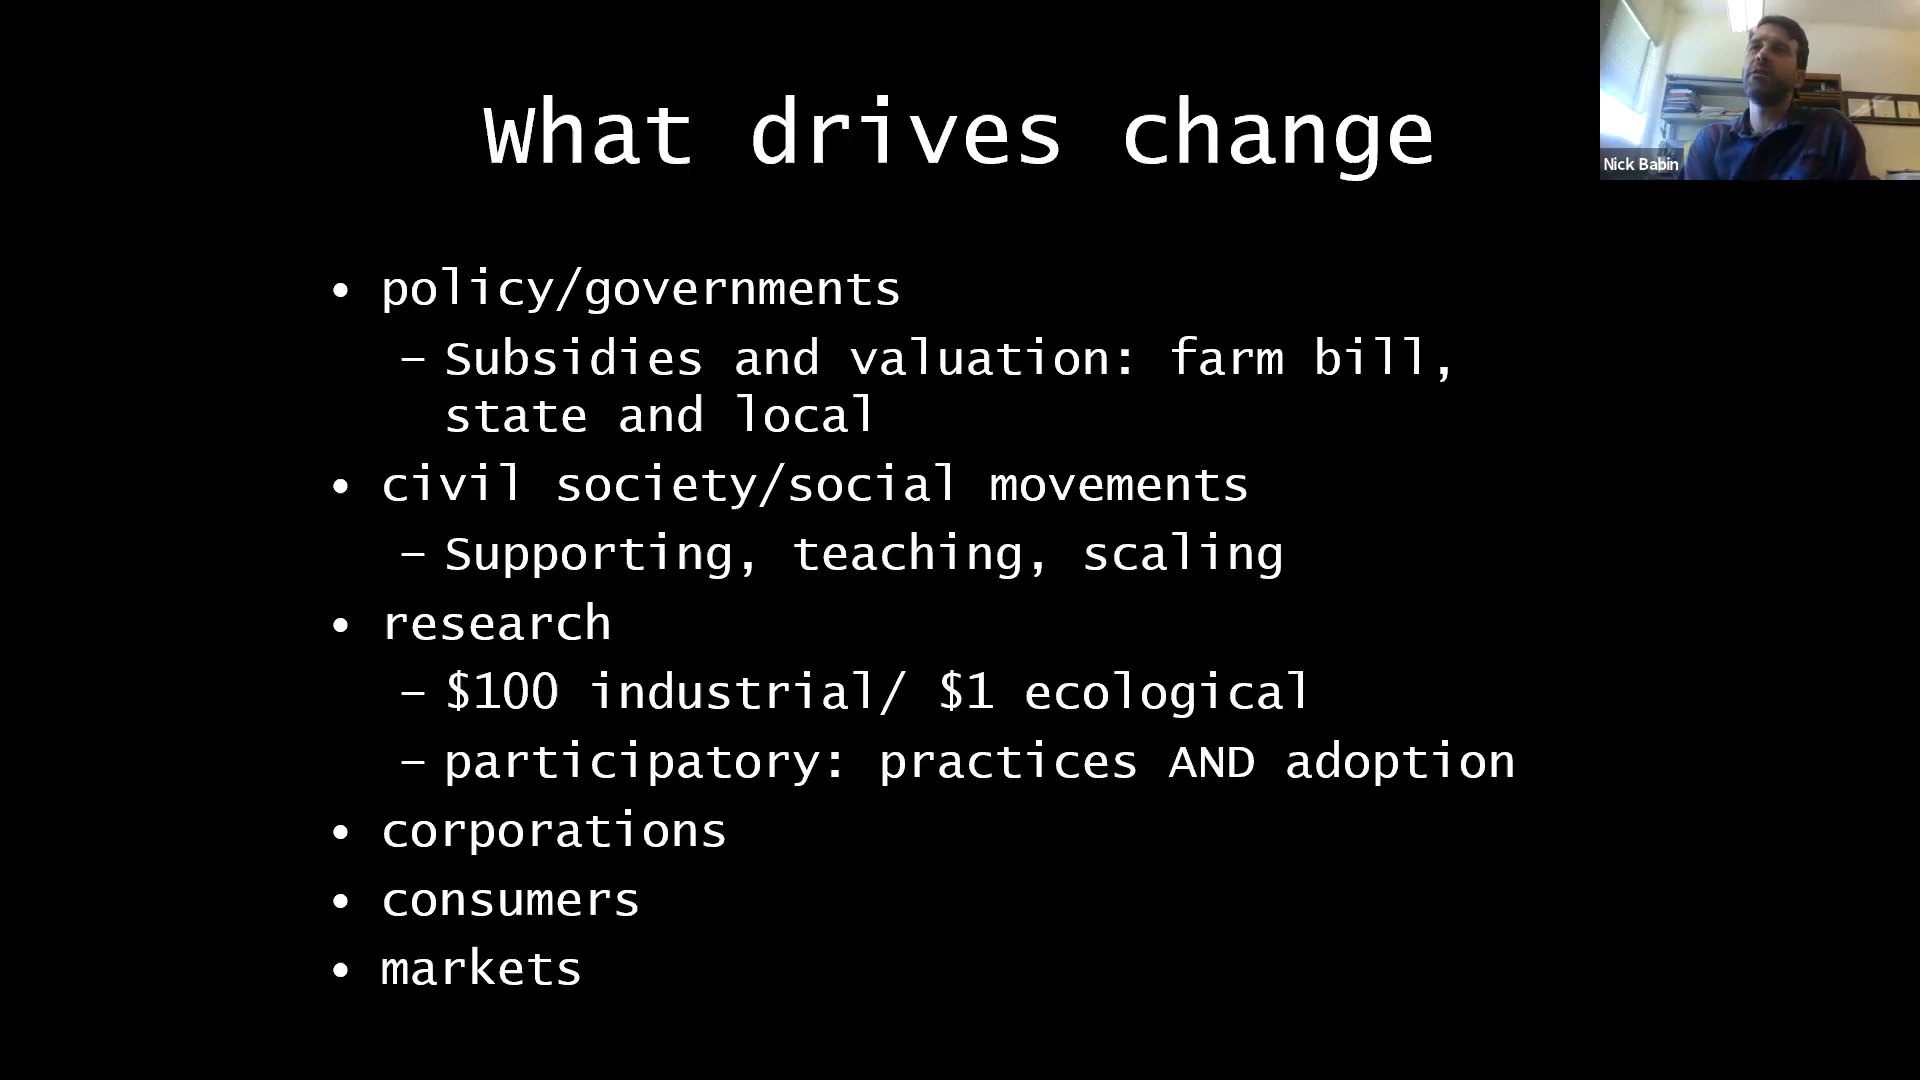 What drives change
Nick Babin
• policy/governments
– Subsidies and valuation: farm bill,
state and local
• civil society/social movements
– Supporting, teaching, scaling
• research
– $100 industrial/ $1 ecological
– participatory: practices AND adoption
• corporations
• consumers
• markets